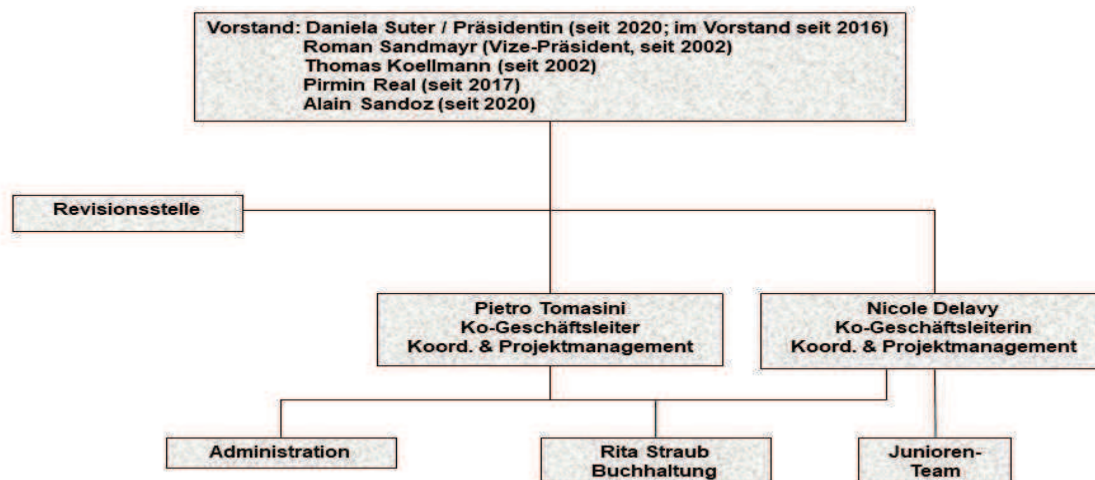 Vorstand: Daniela Suter / Präsidentin (seit 2020; im Vorstand seit 2016)
Roman Sandmayr (Vize-Präsident, seit 2002)
Thomas Koellmann (seit 2002)
Pirmin Real (seit 2017)
Alain Sandoz (seit 2020)
Revisionsstelle
Pietro Tomasini
Ko-Geschäftsleiter
Koord. & Projektmanagement
Nicole Delavy
Ko-Geschäftsleiterin
Koord. & Projektmanagement
Administration
Rita Straub
Buchhaltung
Junioren-
Team